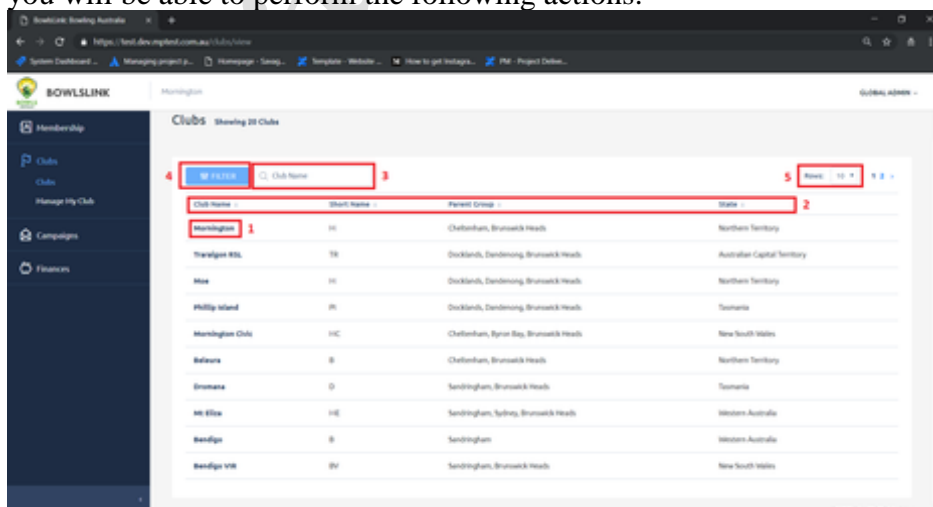 you will be able to perform the following actions:
BowlsLink: Bowling Australia
https://test.dev.mptest.com.au/clubs/view
System Dashboard ... Managing project p... Homepage - Sawg... Template - Website ... How to get Instagra... PM - Project Delive...
BOWLSLINK Mornington GLOBAL ADMIN
Membership
Clubs Showing 20 Clubs
Clubs
Clubs
Manage My Club
Campaigns
Finances
4 FILTER Club Name 3 5 Rows: 10 1 2
Club Name Short Name Parent Group State 2
Mornington 1 Cheltenham, Brunswick Heads Northern Territory
Traralgon RSL TR Docklands, Dandenong, Brunswick Heads Australian Capital Territory
Moe Docklands, Dandenong, Brunswick Heads Northern Territory
Phillip Island PI Docklands, Dandenong, Brunswick Heads Tasmania
Mornington Civic MC Cheltenham, Byron Bay, Brunswick Heads New South Wales
Balaura B Cheltenham, Brunswick Heads Northern Territory
Dromana D Sandringham, Brunswick Heads Tasmania
Mt Eliza ME Sandringham, Sydney, Brunswick Heads Western Australia
Bendigo B Sandringham Western Australia
Bendigo VIR BV Sandringham, Brunswick Heads New South Wales